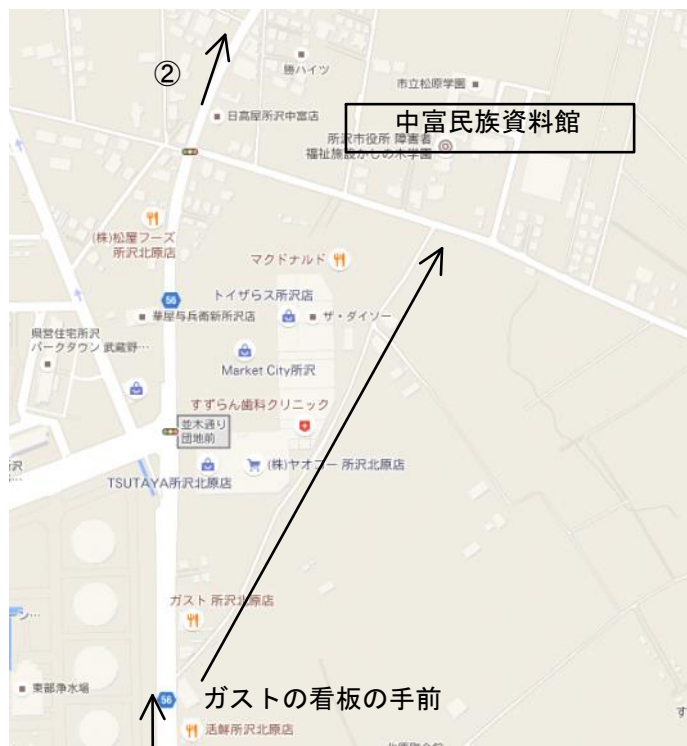 ②
勝ハイツ
市立松原学園
日高屋所沢中富店
中富民族資料館
所沢市役所 障害者
福祉施設かしの木学園
(株)松屋フーズ
所沢北原店
マクドナルド
56
トイザらス所沢店
華屋与兵衛新所沢店
ザ・ダイソー
県営住宅所沢
パークタウン 武蔵野…
Market City所沢
すずらん歯科クリニック
並木通り
団地前
沢
(株)ヤオコー 所沢北原店
TSUTAYA所沢北原店
ガスト 所沢北原店
ーン…
東部浄水場
56
ガストの看板の手前
す
活鮮所沢北原店